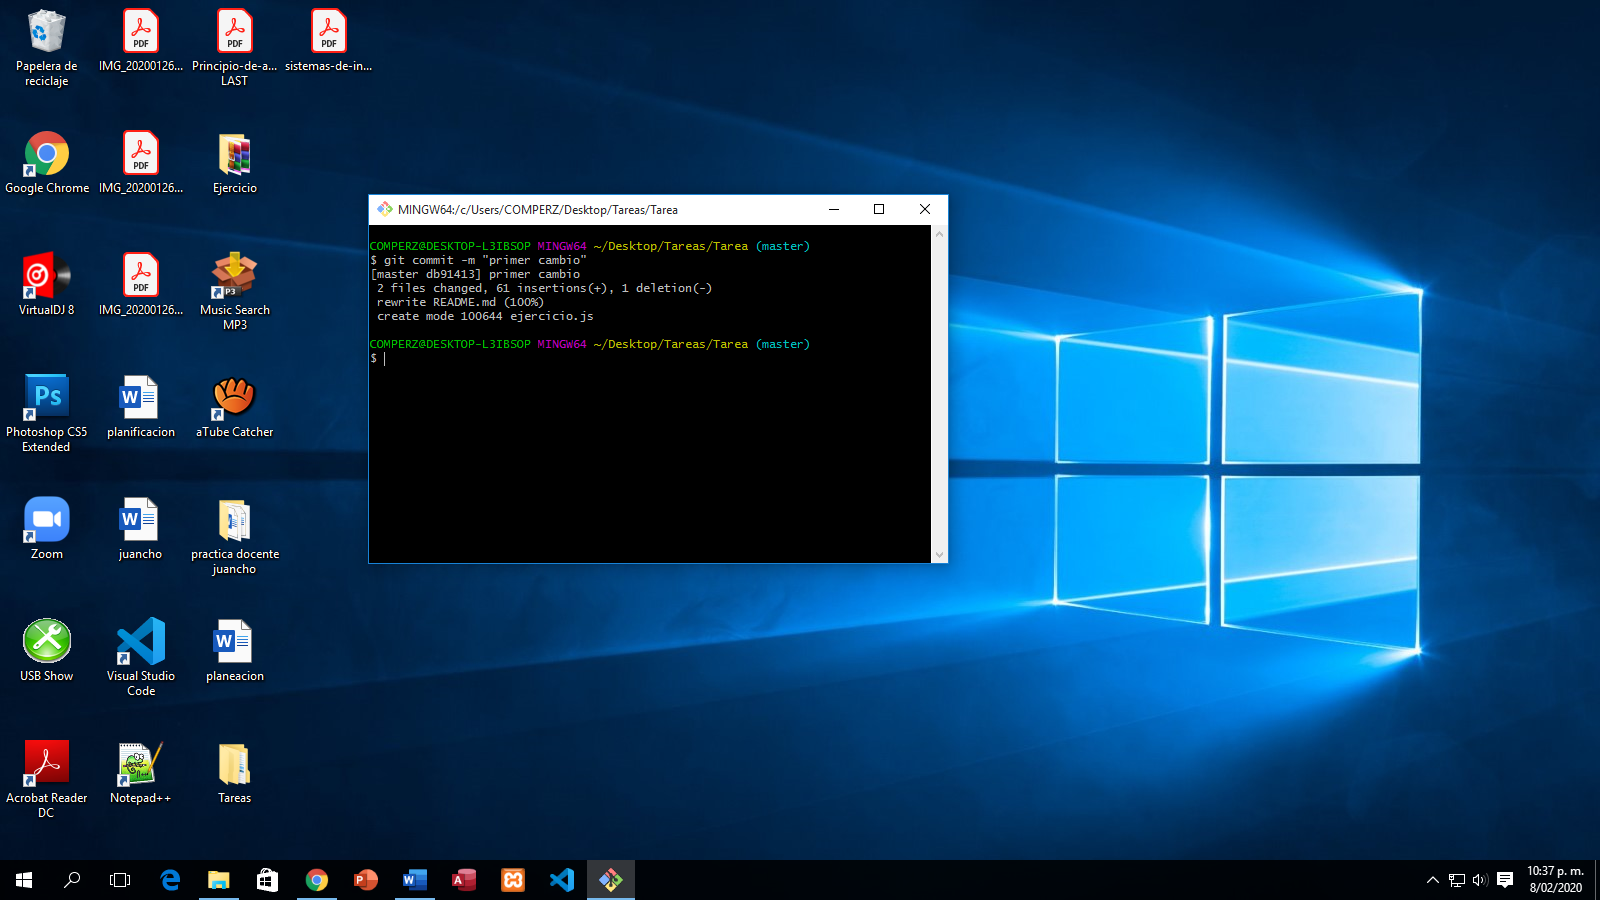 Papelera de
reciclaje
IMG_20200126...
Principio-de-a...
LAST
sistemas-de-in...
Google Chrome
IMG_20200126...
Ejercicio
VirtualDJ 8
IMG_20200126...
Music Search
MP3
Photoshop CS5
Extended
planificacion
aTube Catcher
Zoom
juancho
practica docente
juancho
USB Show
Visual Studio
Code
planeacion
Acrobat Reader
DC
Notepad++
Tareas
MINGW64:/c/Users/COMPERZ/Desktop/Tareas/Tarea
COMPERZ@DESKTOP-L3IBSOP MINGW64 ~/Desktop/Tareas/Tarea (master)
$ git commit -m "primer cambio"
[master db91413] primer cambio
2 files changed, 61 insertions(+), 1 deletion(-)
rewrite README.md (100%)
create mode 100644 ejercicio.js
COMPERZ@DESKTOP-L3IBSOP MINGW64 ~/Desktop/Tareas/Tarea (master)
$
10:37 p. m.
8/02/2020